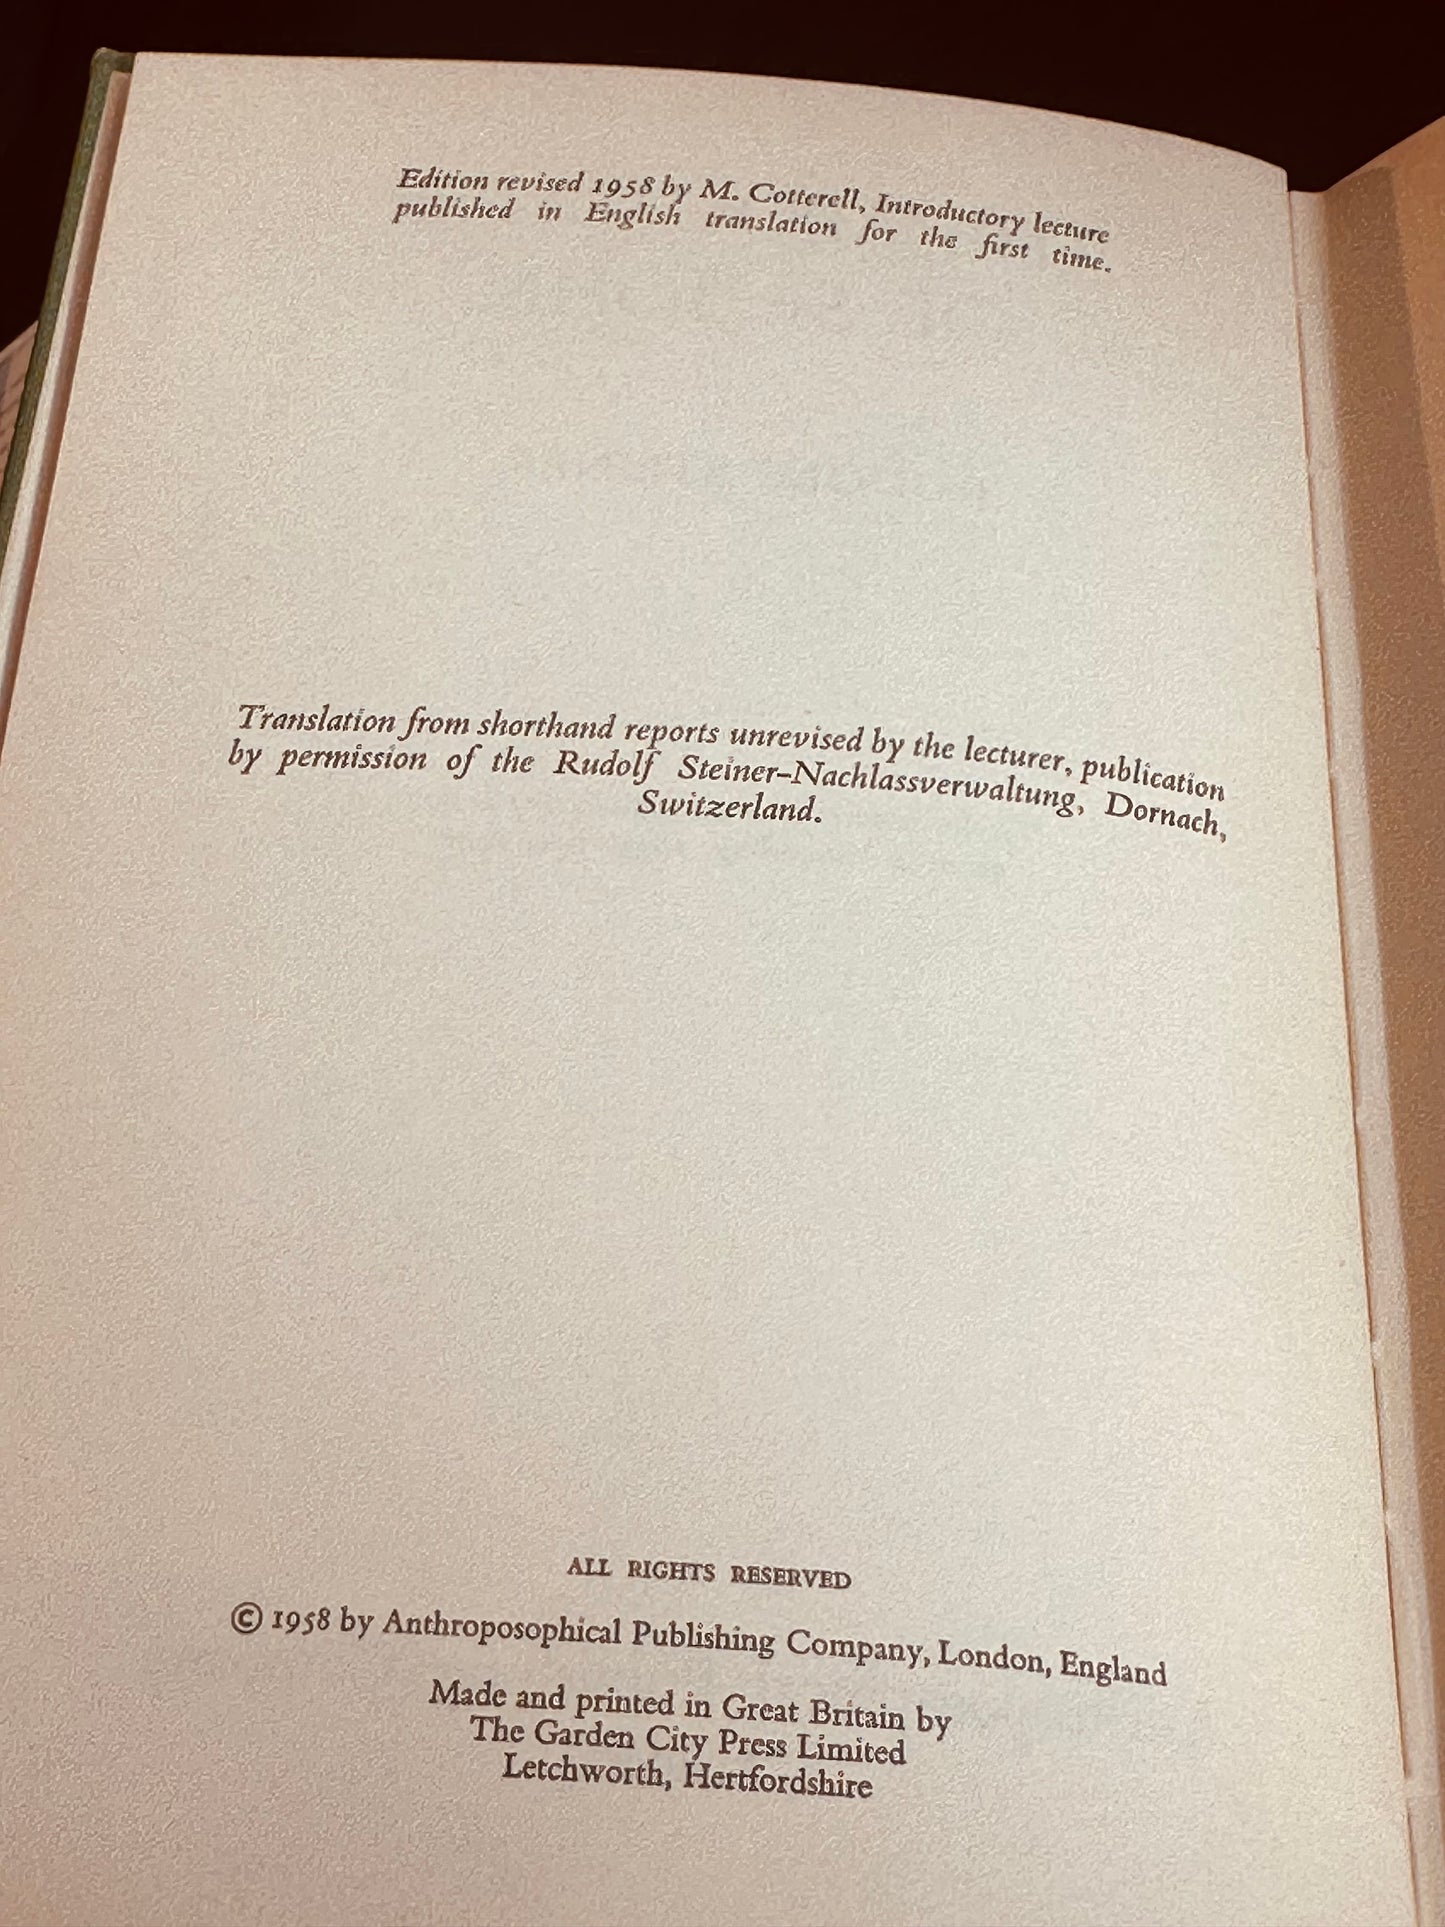 Edition revised 1958 by M. Cotterell, Introductory lecture
published in English translation for the first time.
Translation from shorthand reports unrevised by the lecturer, publication
by permission of the Rudolf Steiner-Nachlassverwaltung, Dornach,
Switzerland.
ALL RIGHTS RESERVED
© 1958 by Anthroposophical Publishing Company, London, England
Made and printed in Great Britain by
The Garden City Press Limited
Letchworth, Hertfordshire